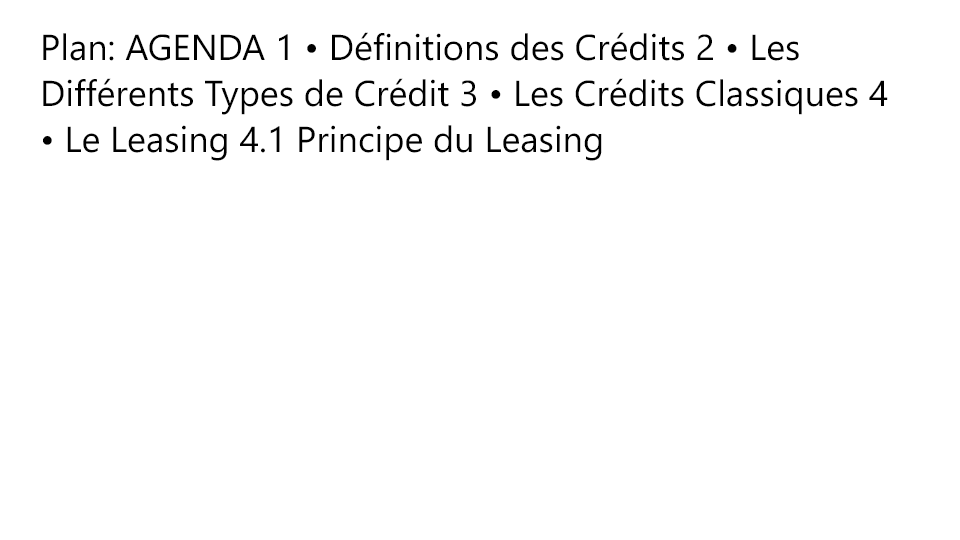 Plan: AGENDA 1 • Définitions des Crédits 2 • Les
Différents Types de Crédit 3 • Les Crédits Classiques 4
• Le Leasing 4.1 Principe du Leasing